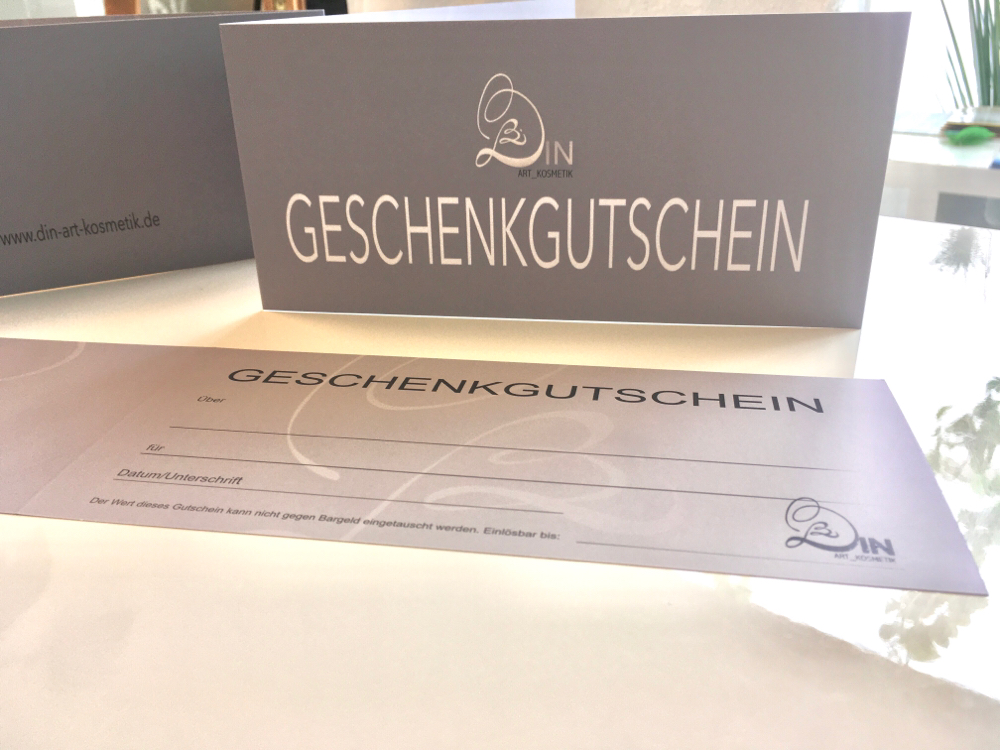 www.din-art-kosmetik.de
DIN
ART_KOSMETIK
GESCHENKGUTSCHEIN
GESCHENKGUTSCHEIN
über
für
Datum/Unterschrift
Der Wert dieses Gutschein kann nicht gegen Bargeld eingetauscht werden. Einlösbar bis:
DIN
ART_KOSMETIK